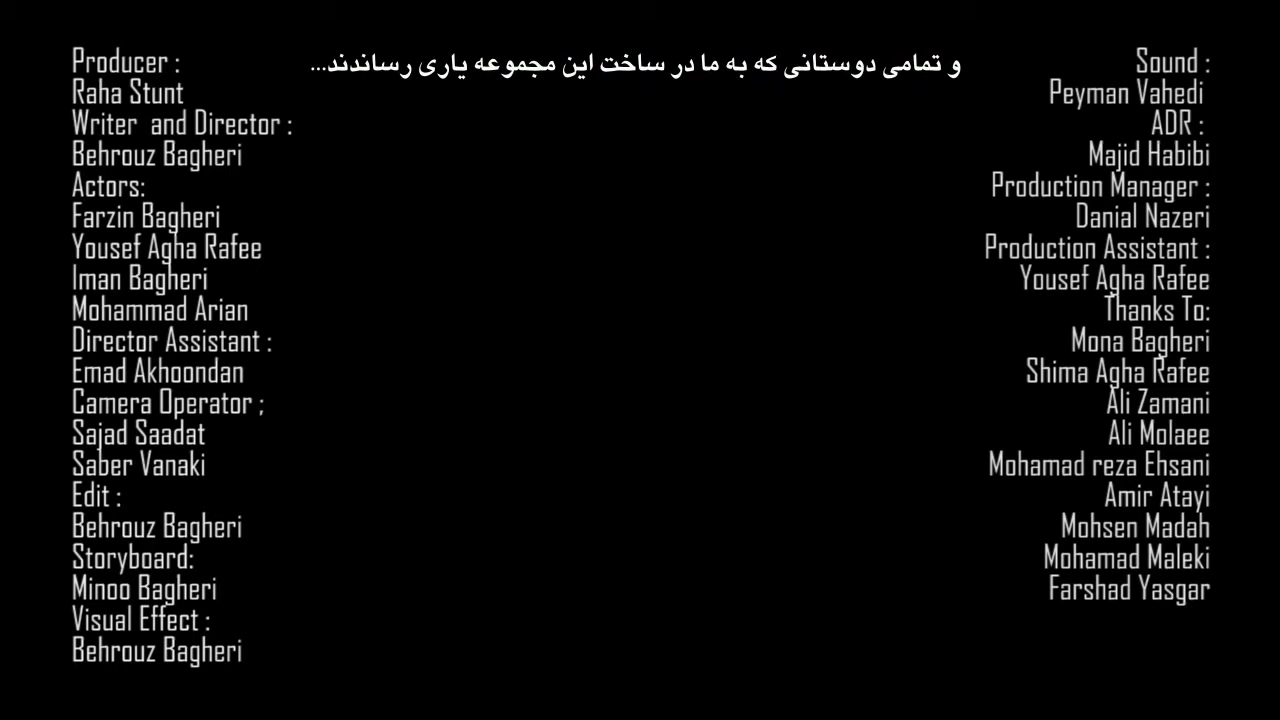 Producer :
Raha Stunt
Writer and Director :
Behrouz Bagheri
Actors:
Farzin Bagheri
Yousef Agha Rafee
Iman Bagheri
Mohammad Arian
Director Assistant :
Emad Akhoondan
Camera Operator ;
Sajad Saadat
Saber Vanaki
Edit :
Behrouz Bagheri
Storyboard:
Minoo Bagheri
Visual Effect :
Behrouz Bagheri
و تمامی دوستانی که به ما در ساخت این مجموعه یاری رساندند...
Sound :
Peyman Vahedi
ADR :
Majid Habibi
Production Manager :
Danial Nazeri
Production Assistant :
Yousef Agha Rafee
Thanks To:
Mona Bagheri
Shima Agha Rafee
Ali Zamani
Ali Molaee
Mohamad reza Ehsani
Amir Atayi
Mohsen Madah
Mohamad Maleki
Farshad Yasgar